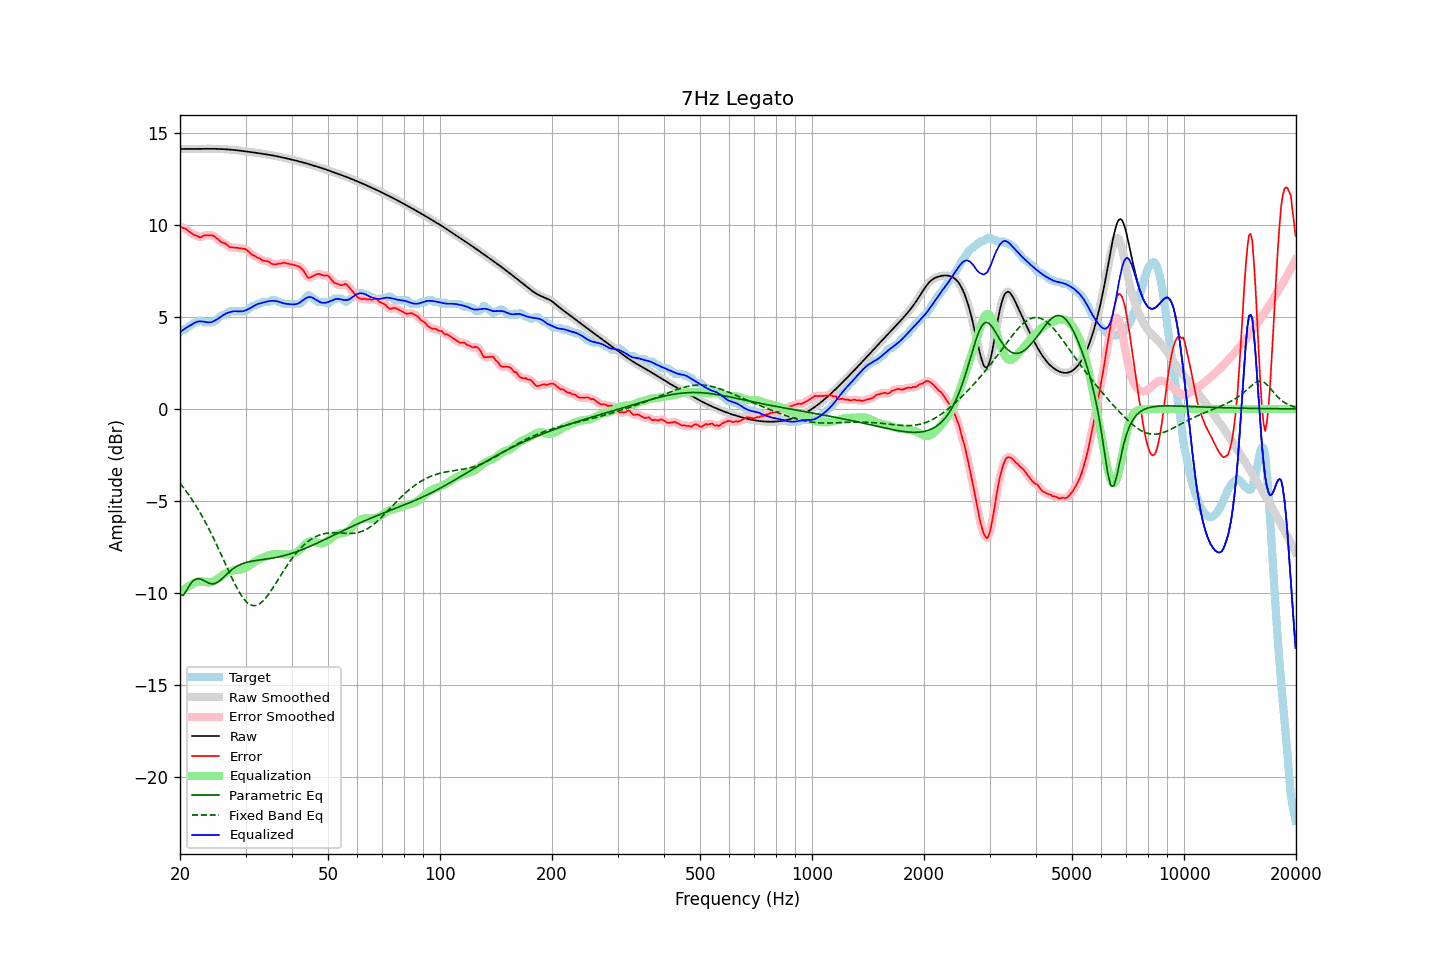 7Hz Legato
Amplitude (dBr)
15
10
5
0
−5
−10
−15
−20
Target
Raw Smoothed
Error Smoothed
Raw
Error
Equalization
Parametric Eq
Fixed Band Eq
Equalized
20 50 100 200 500 1000 2000 5000 10000 20000
Frequency (Hz)